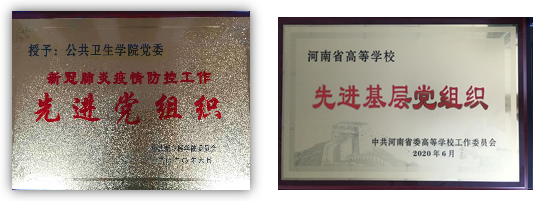 授予：公共卫生学院党委
新冠肺炎疫情防控工作
先进党组织
河南省高等学校
先进基层党组织
中共河南省委高等学校工作委员会
2020年6月